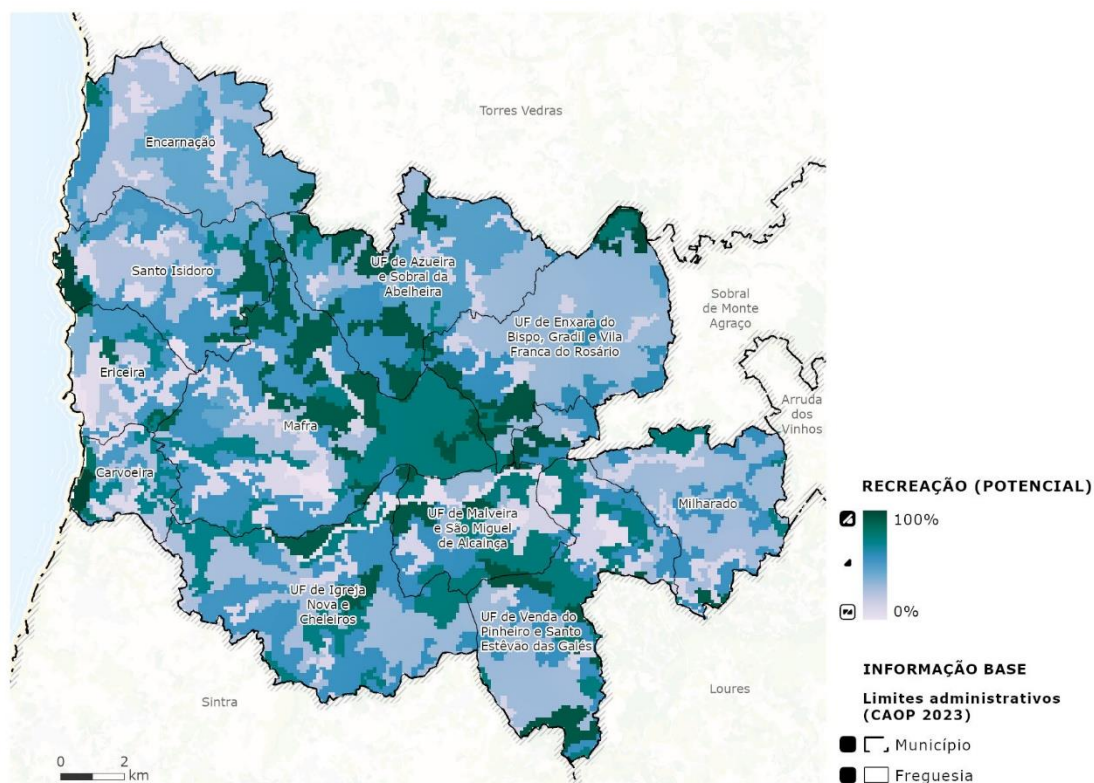 Torres Vedras
Encarnação
Santo Isidoro
UF de Azueira
e Sobral da
Abelheira
Sobral
de Monte
Agraço
UF de Enxara do
Bispo, Gradil e Vila
Franca do Rosário
Ericeira
Arruda
dos
Vinhos
Mafra
Carvoeira
Milharado
UF de Malveira
e São Miguel
de Alcainça
UF de Igreja
Nova e
Cheleiros
UF de Venda do
Pinheiro e Santo
Estêvão das Galés
Sintra
Loures
0 2
km
RECREAÇÃO (POTENCIAL)
100%
0%
INFORMAÇÃO BASE
Limites administrativos
(CAOP 2023)
Município
Freguesia